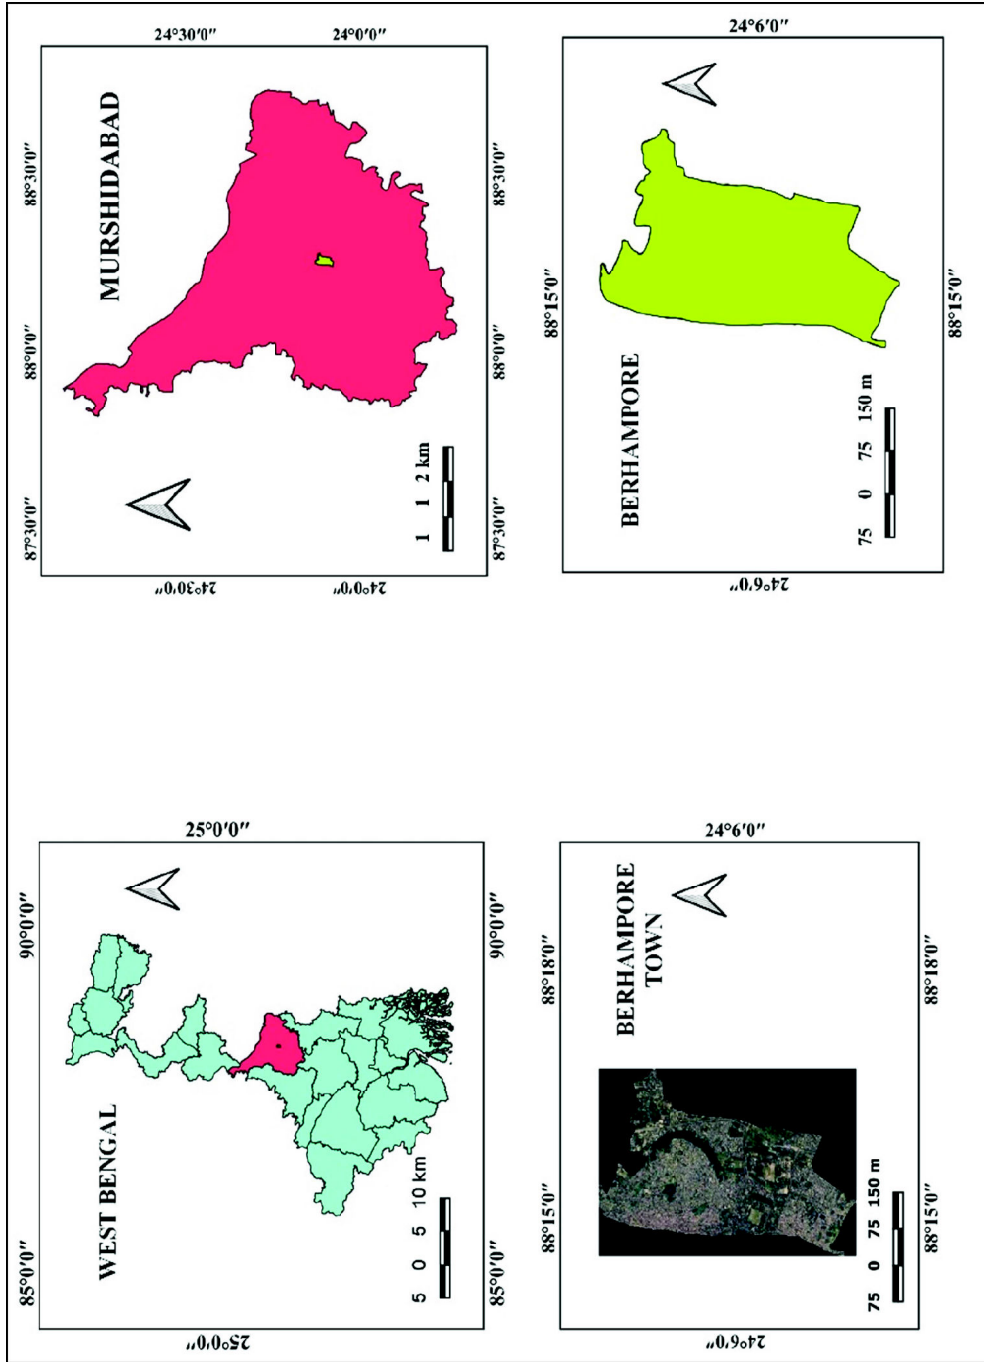 85°0'0" 90°0'0"
WEST BENGAL
25°0'0" 25°0'0"
5 0 5 10 km
85°0'0" 90°0'0"
87°30'0" 88°0'0" 88°30'0"
MURSHIDABAD
24°30'0" 24°30'0"
24°0'0" 24°0'0"
1 1 2 km
87°30'0" 88°0'0" 88°30'0"
88°15'0" 88°18'0"
BERHAMPORE
TOWN
24°6'0" 24°6'0"
75 0 75 150 m
88°15'0" 88°18'0"
88°15'0"
BERHAMPORE
24°6'0" 24°6'0"
75 0 75 150 m
88°15'0"